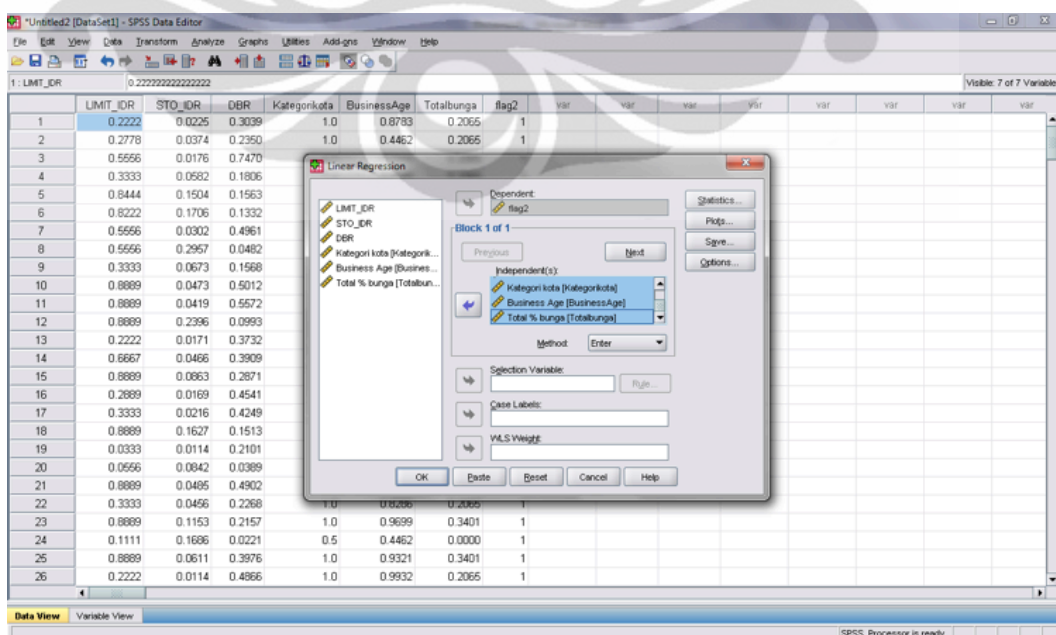 *Untitled2 [DataSet1] - SPSS Data Editor
File Edit View Data Transform Analyze Graphs Utilities Add-ons Window Help
1 : LIMIT_IDR 0.222222222222222 Visible: 7 of 7 Variable
LIMIT_IDR STO_IDR DBR Kategorikota BusinessAge Totalbunga flag2 var var var var var var var
1 0.2222 0.0225 0.3039 1.0 0.8783 0.2065 1
2 0.2778 0.0374 0.2350 1.0 0.4462 0.2065 1
3 0.5556 0.0176 0.7470
4 0.3333 0.0582 0.1806
5 0.8444 0.1504 0.1563
6 0.8222 0.1706 0.1332
7 0.5556 0.0302 0.4961
8 0.5556 0.2957 0.0482
9 0.3333 0.0673 0.1568
10 0.8889 0.0473 0.5012
11 0.8889 0.0419 0.5572
12 0.8889 0.2396 0.0993
13 0.2222 0.0171 0.3732
14 0.6667 0.0466 0.3909
15 0.8889 0.0863 0.2871
16 0.2889 0.0169 0.4541
17 0.3333 0.0216 0.4249
18 0.8889 0.1627 0.1513
19 0.0333 0.0114 0.2101
20 0.0556 0.0842 0.0389
21 0.8889 0.0485 0.4902
22 0.3333 0.0456 0.2268 1.0 0.8286 0.2065 1
23 0.8889 0.1153 0.2157 1.0 0.9699 0.3401 1
24 0.1111 0.1686 0.0221 0.5 0.4462 0.0000 1
25 0.8889 0.0611 0.3976 1.0 0.9321 0.3401 1
26 0.2222 0.0114 0.4866 1.0 0.9932 0.2065 1
Linear Regression
LIMIT_IDR
STO_IDR
DBR
Kategori kota [Kategorik...
Business Age [Busines...
Total % bunga [Totalbun...
Dependent:
flag2
Block 1 of 1
Previous Next
Independent(s):
Kategori kota [Kategorikota]
Business Age [BusinessAge]
Total % bunga [Totalbunga]
Method: Enter
Selection Variable:
Rule...
Case Labels:
WLS Weight:
Statistics...
Plots...
Save...
Options...
OK Paste Reset Cancel Help
Data View Variable View
SPSS Processor is ready